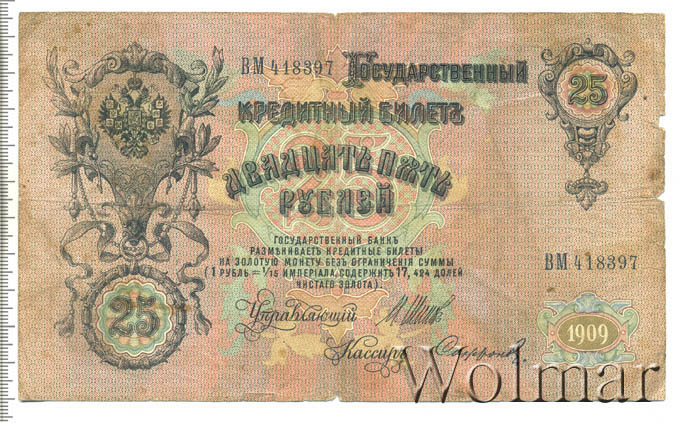 ВМ 418397 Государственный
25
Кредитный билетъ
Двадцать пять
рублей
25
Государственный банкъ
размѣниваетъ кредитные билеты
на золотую монету безъ ограниченія суммы
(1 рубль = 1/15 имперіала, содержитъ 17,424 долей
чистаго золота).
ВМ 418397
25
Управляющій
Кассиръ
1909
Wolmar